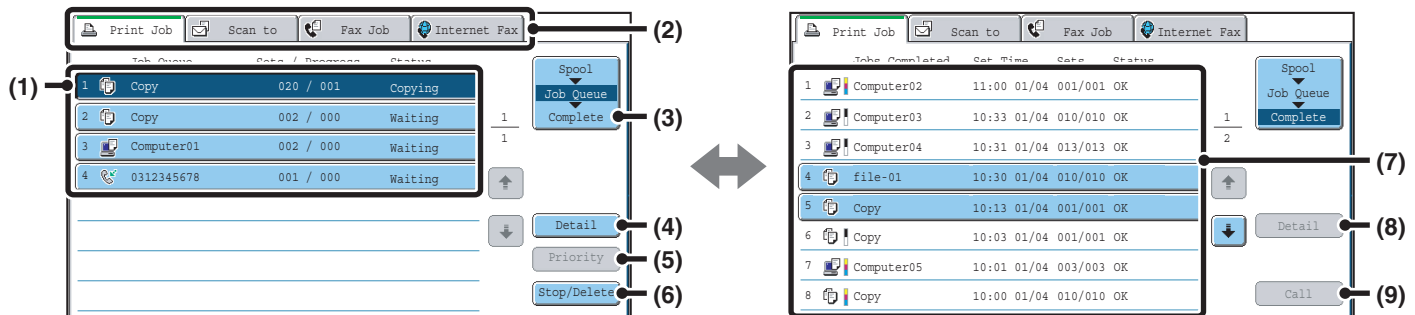 Print Job Scan to Fax Job Internet Fax (2)
Job Queue Sets / Progress Status
(1) 1 Copy 020 / 001 Copying
2 Copy 002 / 000 Waiting
3 Computer01 002 / 000 Waiting
4 0312345678 001 / 000 Waiting
1
1
Spool
Job Queue
Complete (3)
Detail (4)
Priority (5)
Stop/Delete (6)
Print Job Scan to Fax Job Internet Fax
Jobs Completed Set Time Sets Status
1 Computer02 11:00 01/04 001/001 OK
2 Computer03 10:33 01/04 010/010 OK
3 Computer04 10:31 01/04 013/013 OK
4 file-01 10:30 01/04 010/010 OK
5 Copy 10:13 01/04 001/001 OK
6 Copy 10:03 01/04 001/001 OK
7 Computer05 10:01 01/04 003/003 OK
8 Copy 10:00 01/04 010/010 OK
1
2
Spool
Job Queue
Complete
(7)
Detail (8)
Call (9)